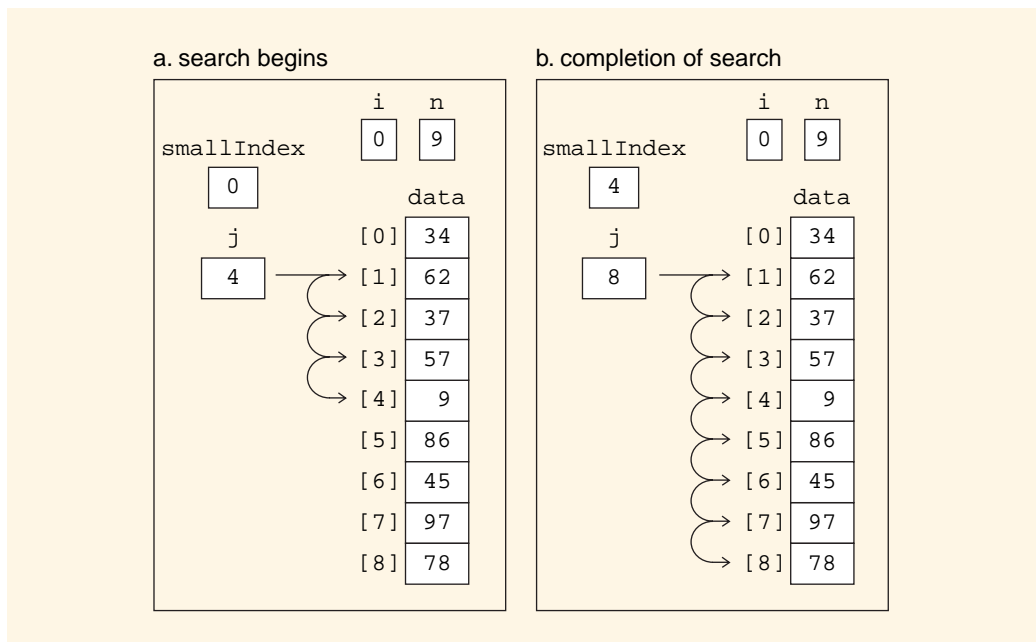 a. search begins
i n
0 9
smallIndex
0
data
j
4
[0] 34
[1] 62
[2] 37
[3] 57
[4] 9
[5] 86
[6] 45
[7] 97
[8] 78
b. completion of search
i n
0 9
smallIndex
4
data
j
8
[0] 34
[1] 62
[2] 37
[3] 57
[4] 9
[5] 86
[6] 45
[7] 97
[8] 78